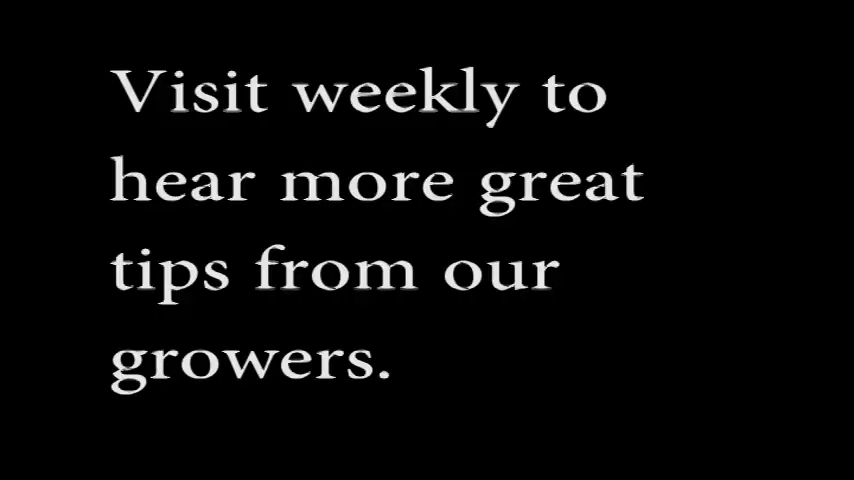 Visit weekly to
hear more great
tips from our
growers.